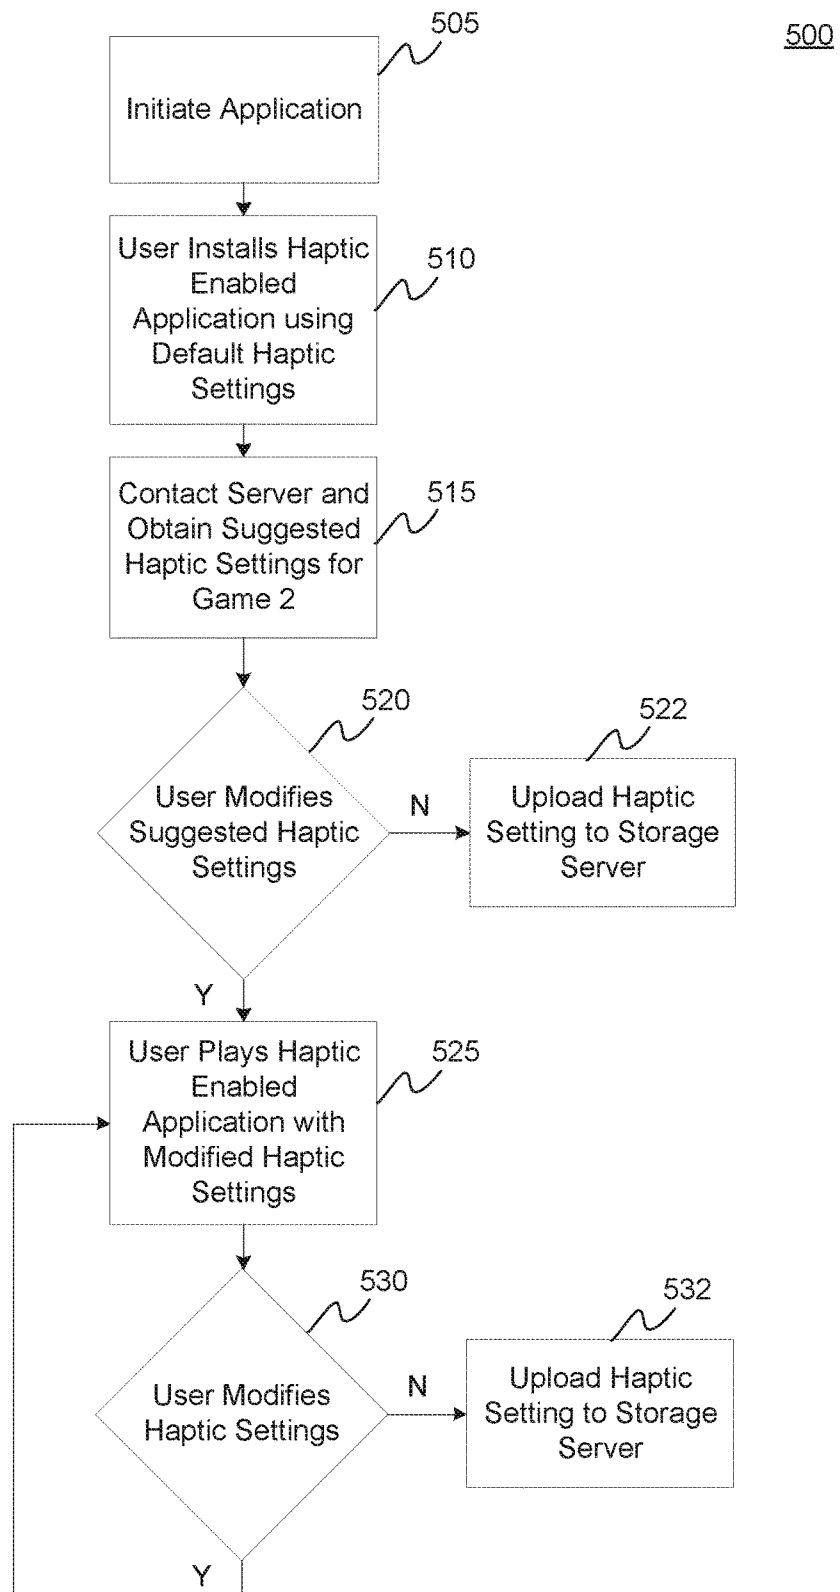 500
505
Initiate Application
510
User Installs Haptic
Enabled
Application using
Default Haptic
Settings
515
Contact Server and
Obtain Suggested
Haptic Settings for
Game 2
520
User Modifies
Suggested Haptic
Settings
N
522
Upload Haptic
Setting to Storage
Server
Y
525
User Plays Haptic
Enabled
Application with
Modified Haptic
Settings
530
User Modifies
Haptic Settings
N
532
Upload Haptic
Setting to Storage
Server
Y